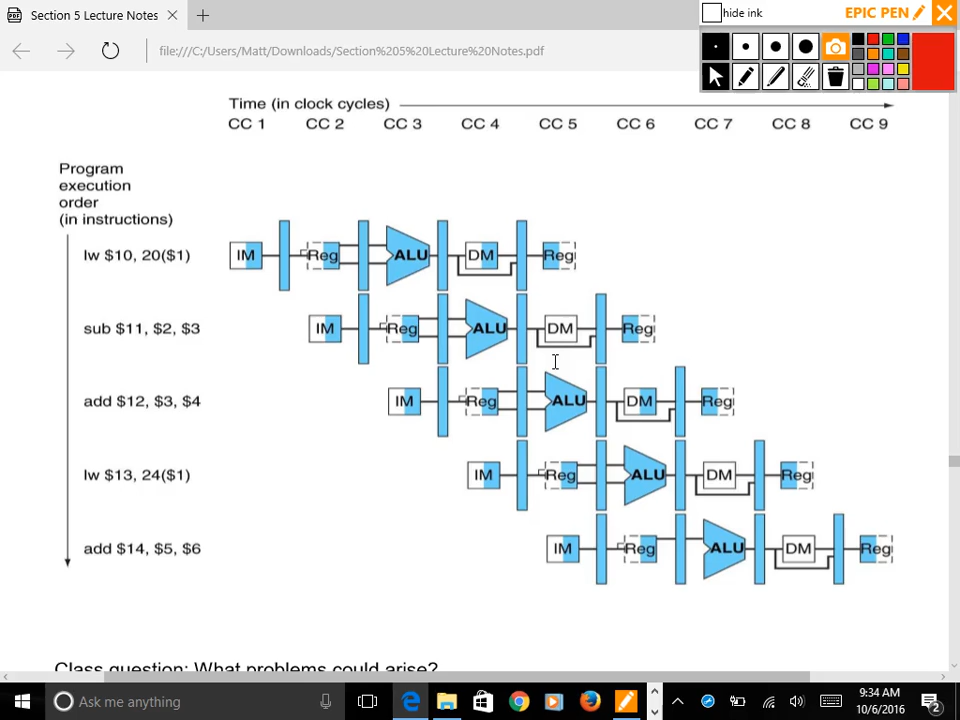 Section 5 Lecture Notes
hide ink
EPIC PEN
file:///C:/Users/Matt/Downloads/Section%205%20Lecture%20Notes.pdf
Time (in clock cycles)
CC 1 CC 2 CC 3 CC 4 CC 5 CC 6 CC 7 CC 8 CC 9
Program
execution
order
(in instructions)
lw $10, 20($1) IM Reg ALU DM Reg
sub $11, $2, $3 IM Reg ALU DM Reg
add $12, $3, $4 IM Reg ALU DM Reg
lw $13, 24($1) IM Reg ALU DM Reg
add $14, $5, $6 IM Reg ALU DM Reg
Class question: What problems could arise?
Ask me anything
9:34 AM
10/6/2016
2